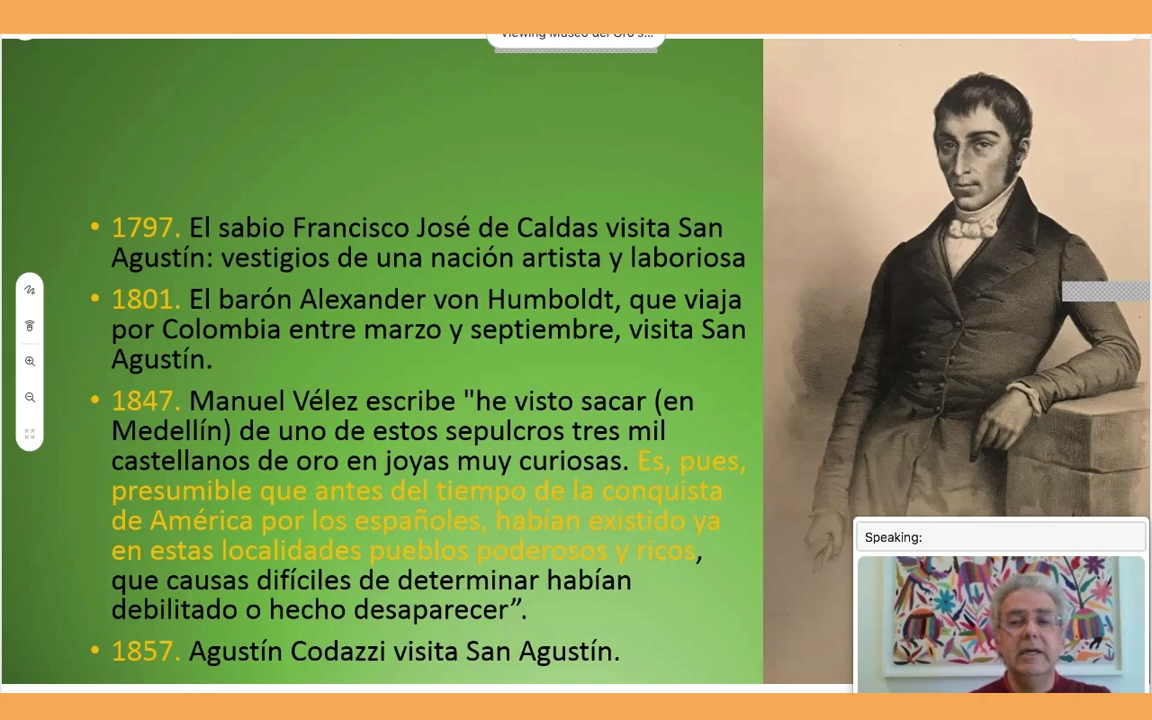 Viewing Museo del Oro's...
• 1797. El sabio Francisco José de Caldas visita San
Agustín: vestigios de una nación artista y laboriosa
• 1801. El barón Alexander von Humboldt, que viaja
por Colombia entre marzo y septiembre, visita San
Agustín.
• 1847. Manuel Vélez escribe "he visto sacar (en
Medellín) de uno de estos sepulcros tres mil
castellanos de oro en joyas muy curiosas. Es, pues,
presumible que antes del tiempo de la conquista
de América por los españoles, habían existido ya
en estas localidades pueblos poderosos y ricos,
que causas difíciles de determinar habían
debilitado o hecho desaparecer”.
• 1857. Agustín Codazzi visita San Agustín.
Speaking: